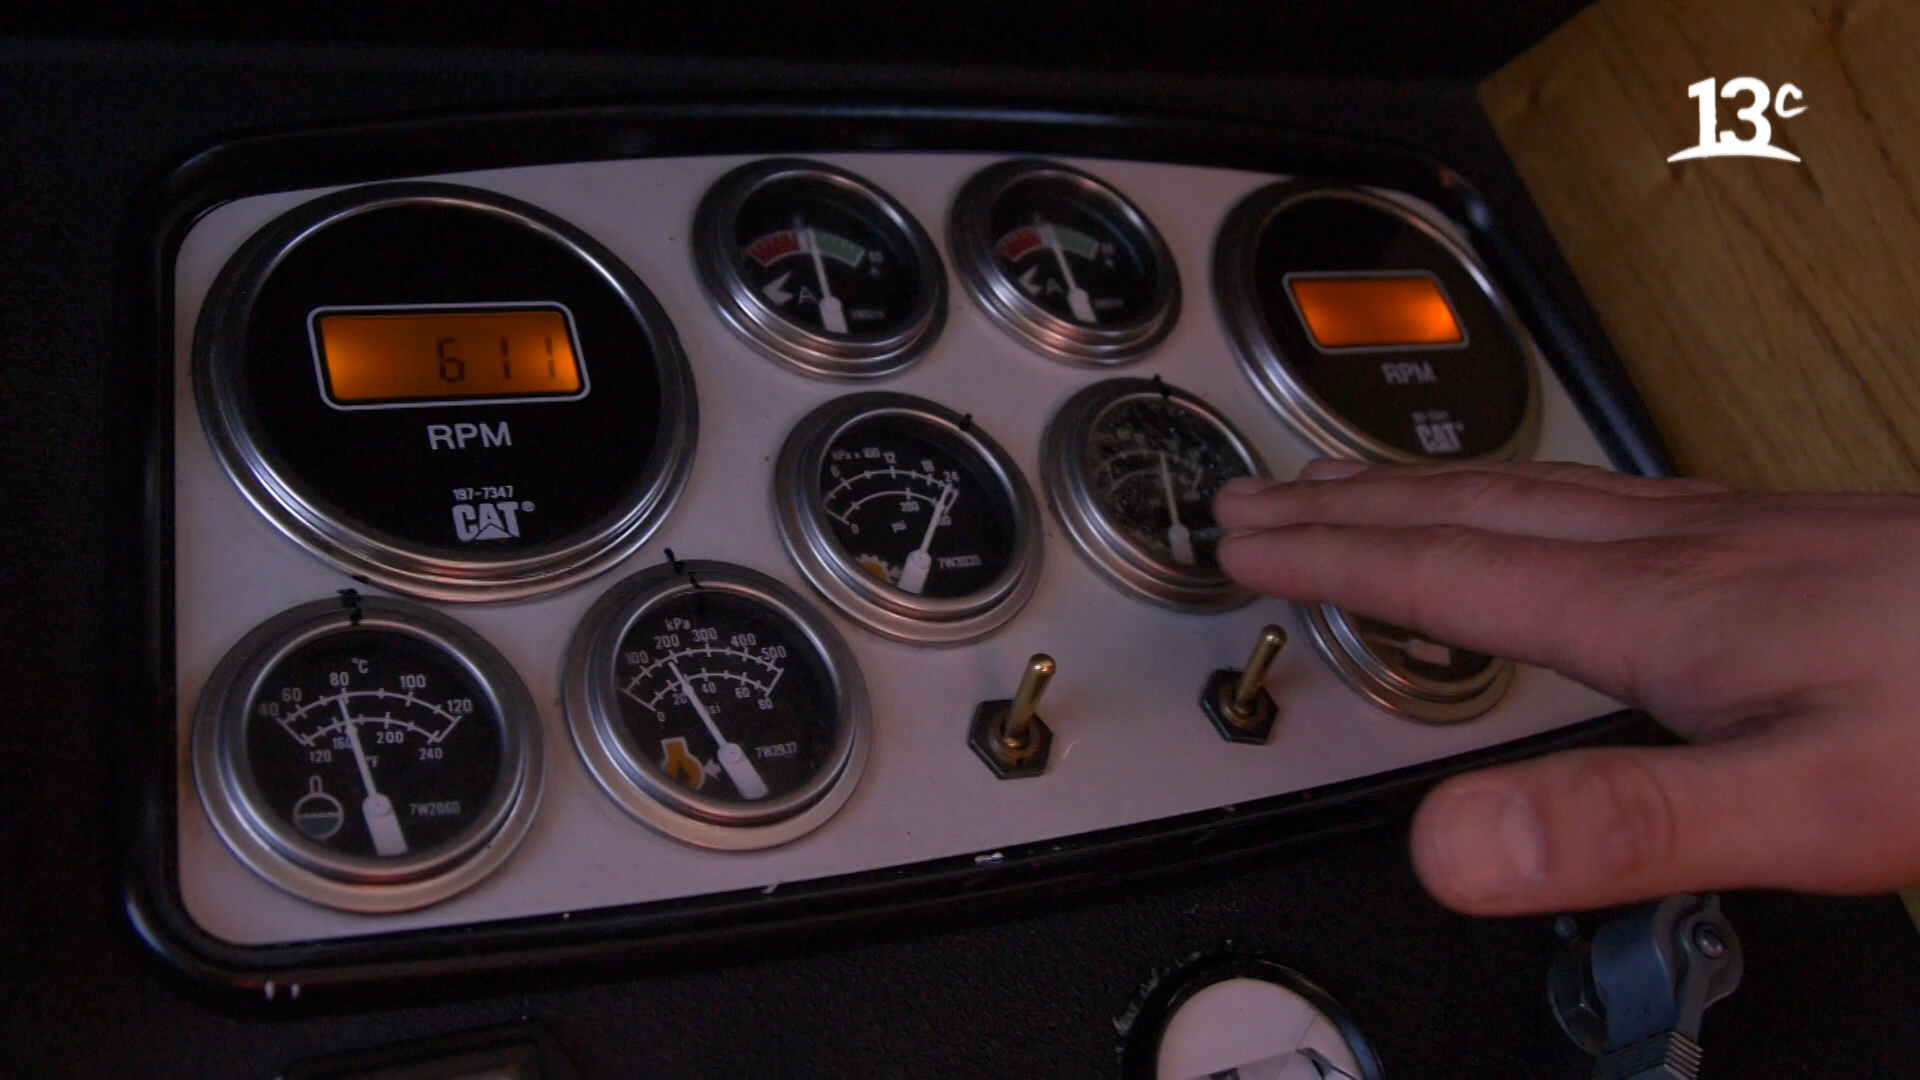 13c
611
RPM
197-7347
CAT®
A
A
RPM
CAT
kPa x 100
6 12 18 24
0 200
psi
7W3035
°C
40 60 80 100 120
120 160 200 240
°F
7W2060
kPa
100 200 300 400 500
0 20 40 60 80
psi
7W2937